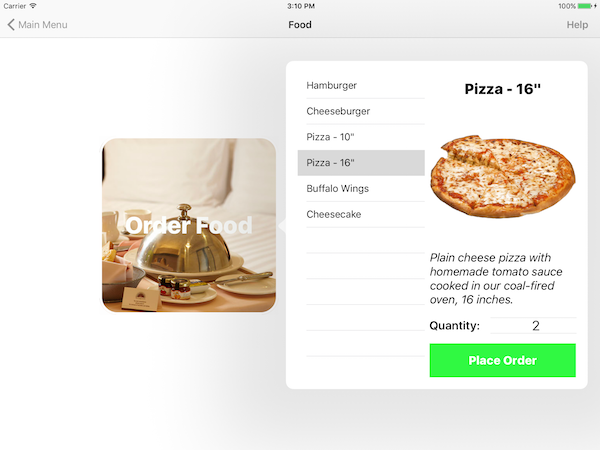 Carrier 3:10 PM 100%
Main Menu Food Help
Order Food
Hamburger
Cheeseburger
Pizza - 10"
Pizza - 16"
Buffalo Wings
Cheesecake
Pizza - 16"
Plain cheese pizza with
homemade tomato sauce
cooked in our coal-fired
oven, 16 inches.
Quantity: 2
Place Order